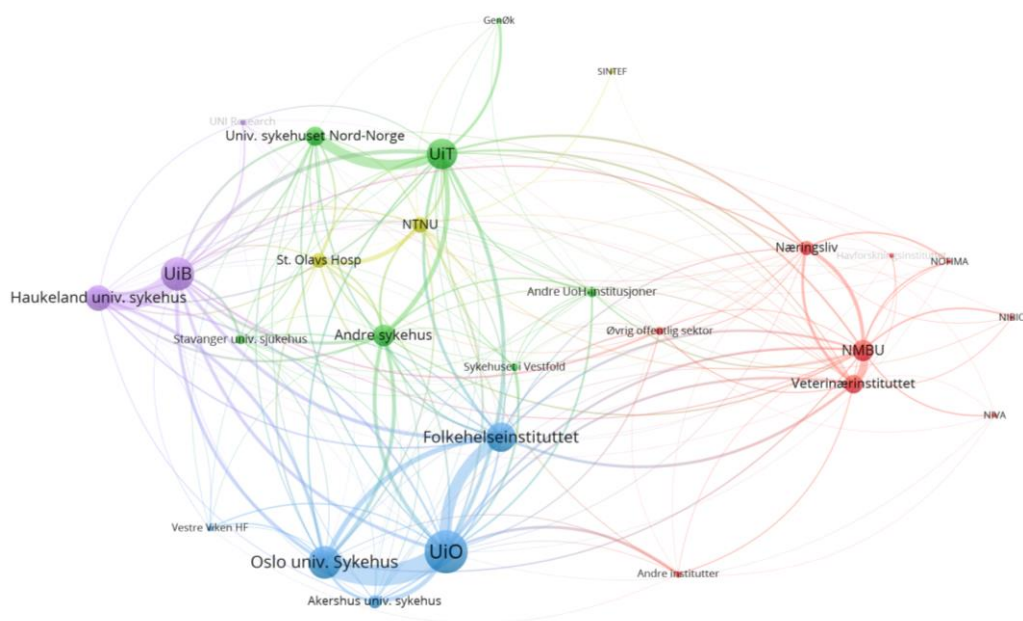 GenØk
SINTEF
UNI Research
Univ. sykehuset Nord-Norge
UiT
NTNU
Næringsliv
Havforskningsinstituttet
NOFIMA
St. Olavs Hosp
UiB
Haukeland univ. sykehus
Andre UoH-institusjoner
NIBIO
Øvrig offentlig sektor
Stavanger univ. sjukehus
Andre sykehus
NMBU
Sykehuset i Vestfold
Veterinærinstituttet
NIVA
Folkehelseinstituttet
Vestre Viken HF
UiO
Oslo univ. Sykehus
Andre institutter
Akershus univ. sykehus